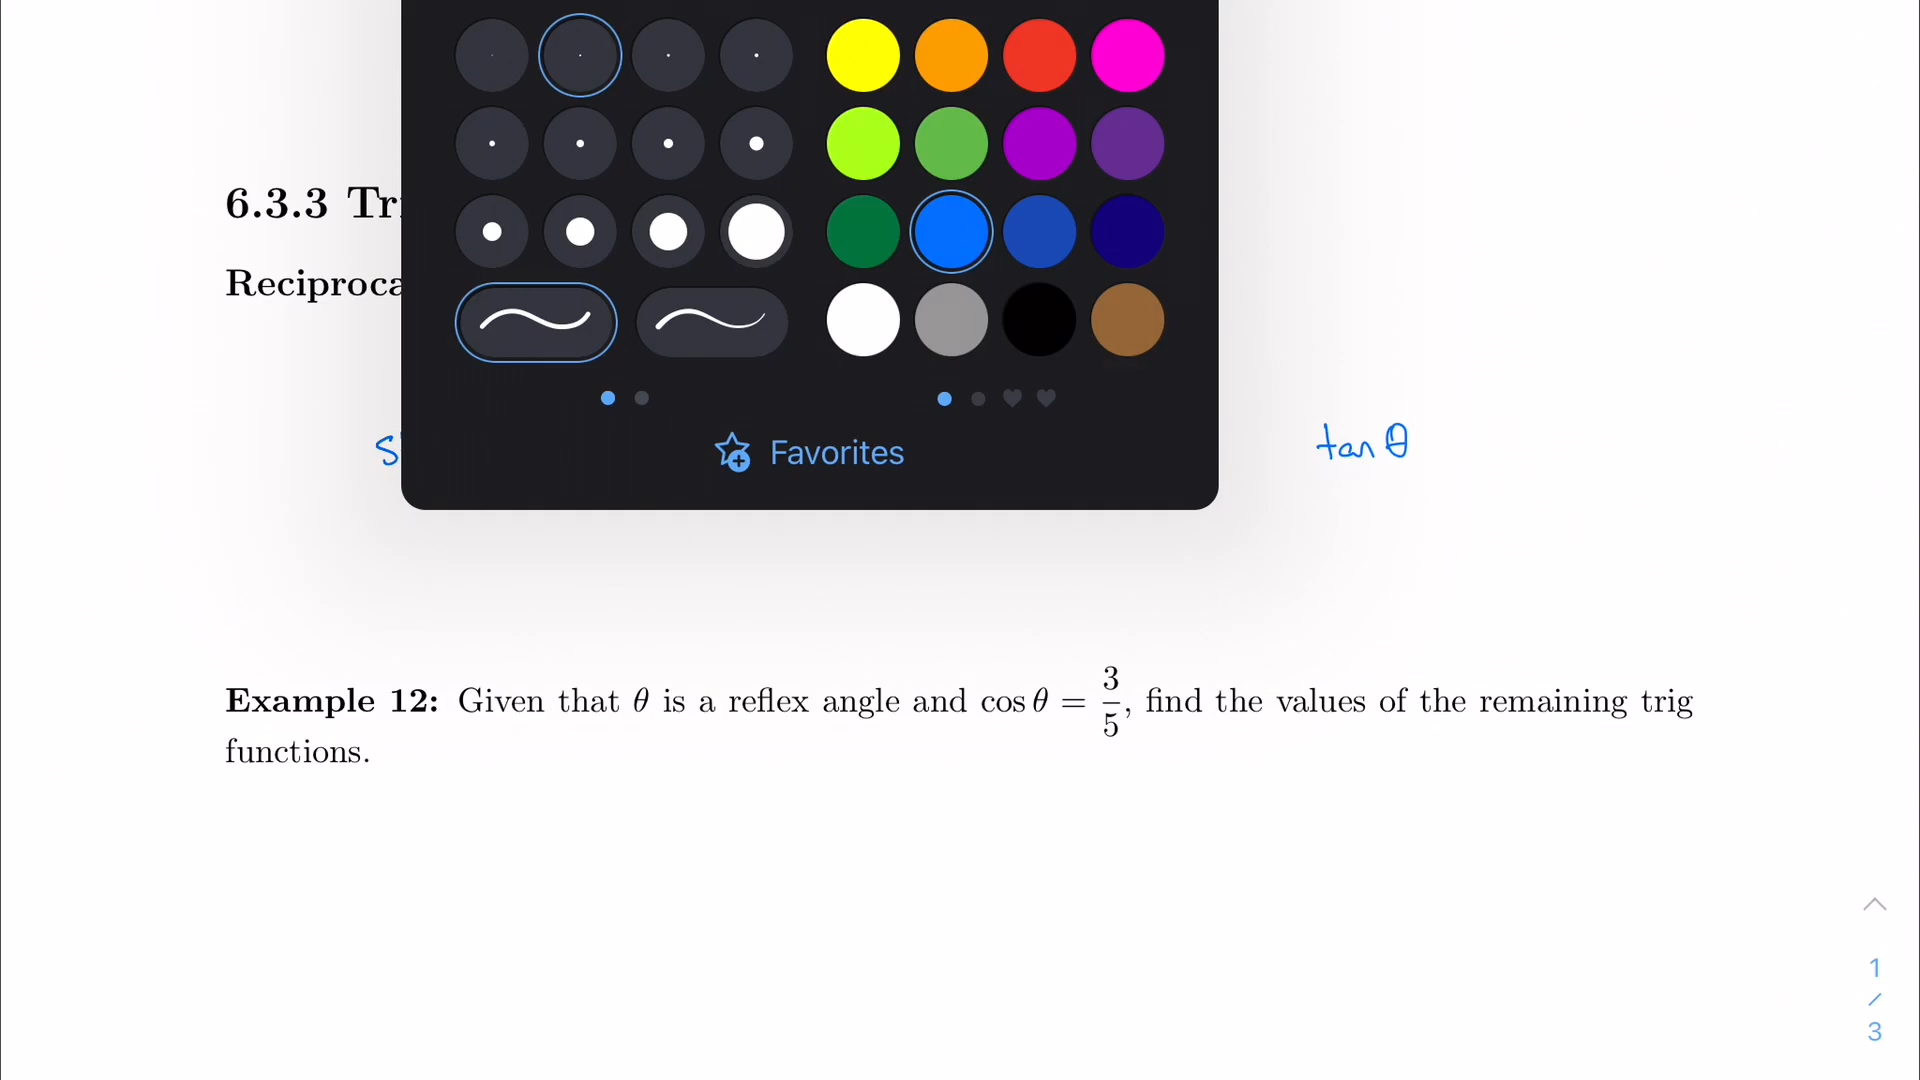 6.3.3 Tr
Reciproca
s
Favorites
tan θ
Example 12: Given that θ is a reflex angle and cos θ = 3/5, find the values of the remaining trig
functions.
1
/
3